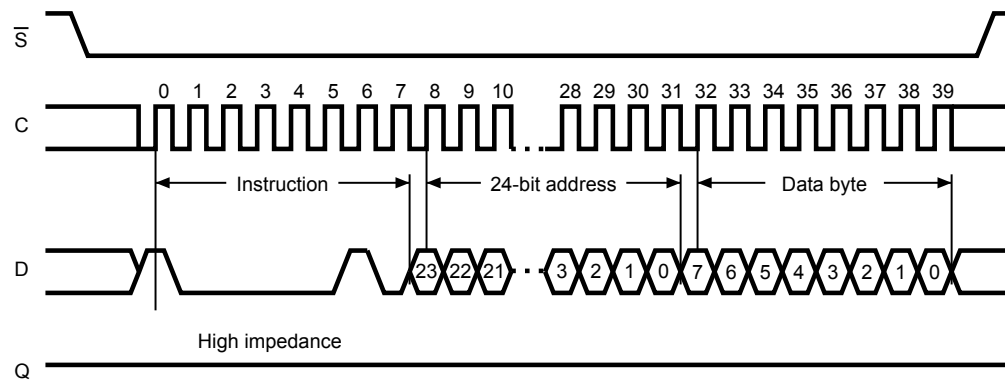 S
0 1 2 3 4 5 6 7 8 9 10 28 29 30 31 32 33 34 35 36 37 38 39
C
Instruction 24-bit address Data byte
D
23 22 21 3 2 1 0 7 6 5 4 3 2 1 0
High impedance
Q